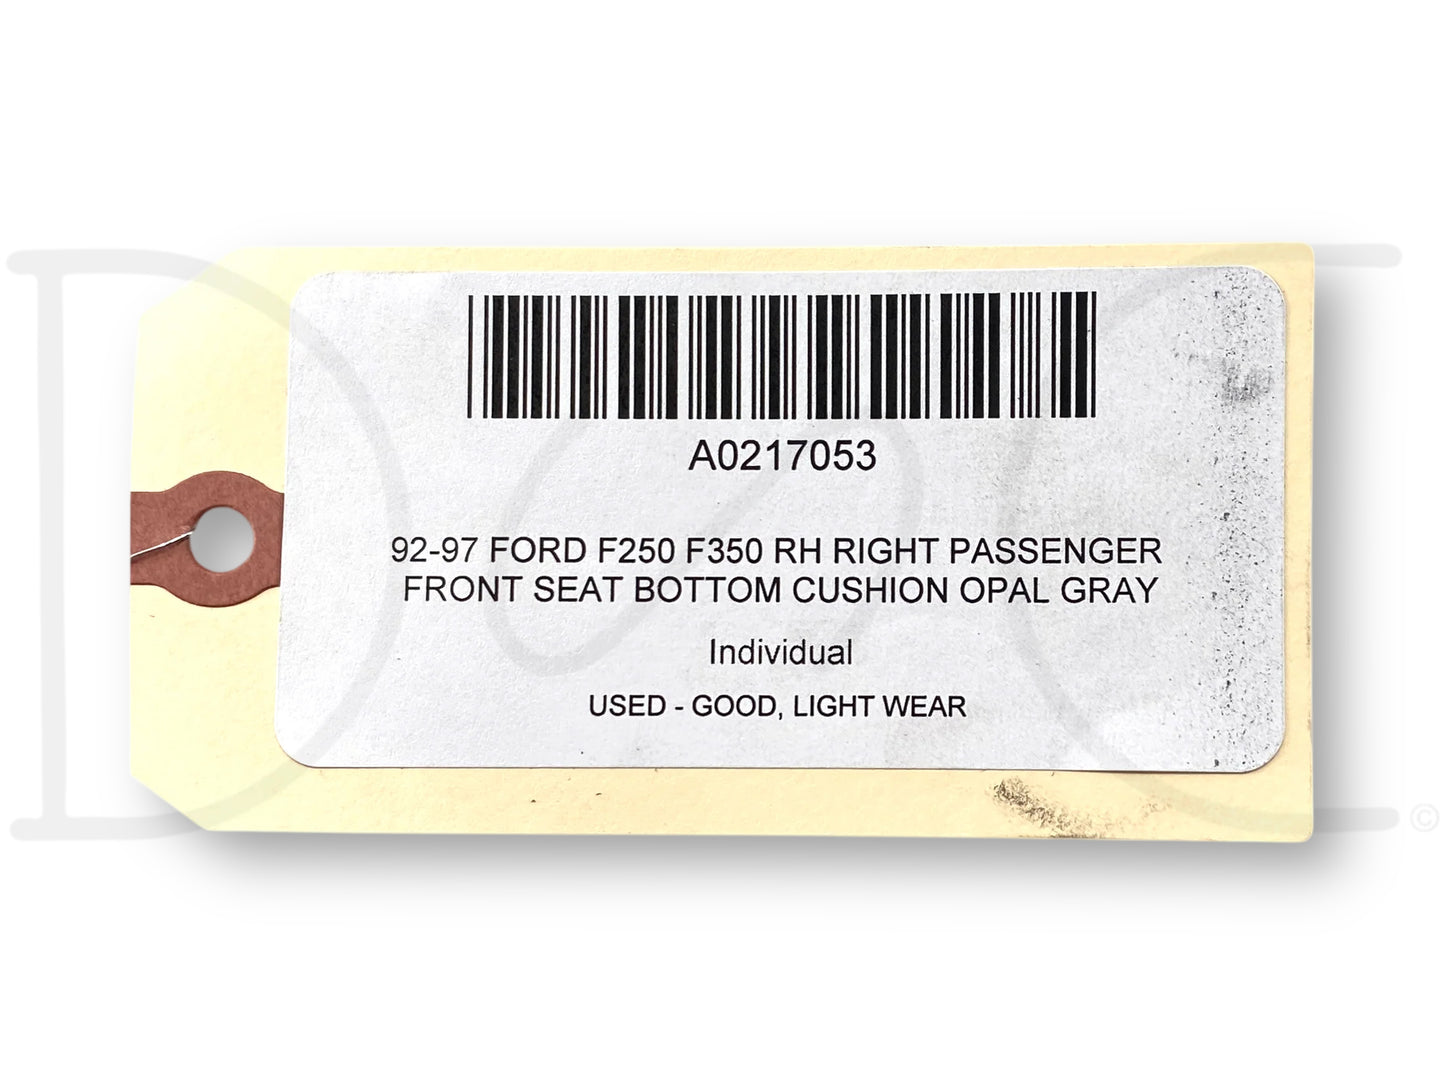 A0217053
92-97 FORD F250 F350 RH RIGHT PASSENGER
FRONT SEAT BOTTOM CUSHION OPAL GRAY
Individual
USED - GOOD, LIGHT WEAR
©